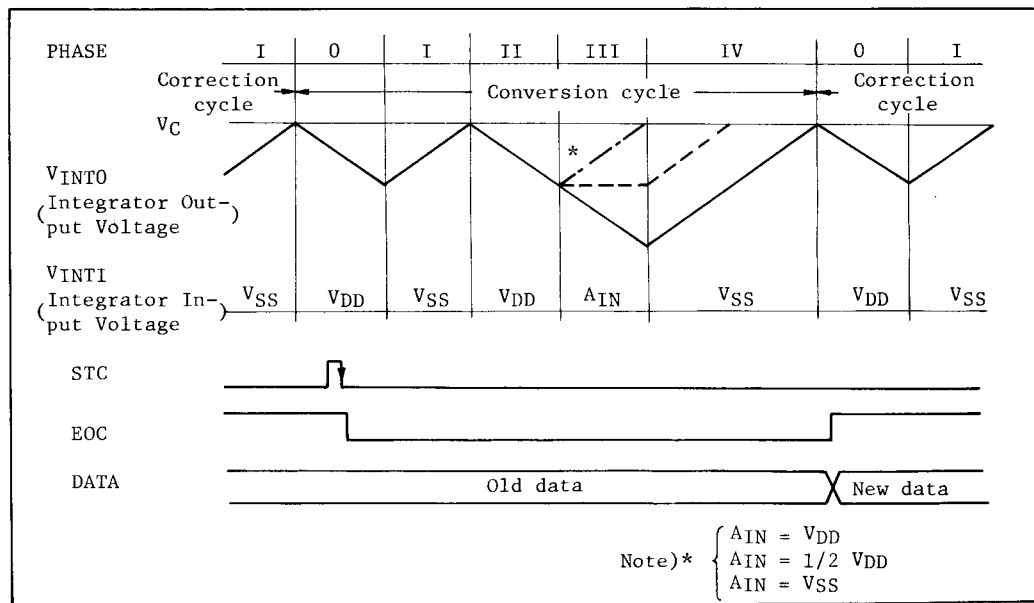 PHASE I O I II III IV O I
Correction cycle
Conversion cycle
Correction cycle
VC
*
VINTO
(Integrator Out-
put Voltage)
VINTI
(Integrator In-
put Voltage)
VSS VDD VSS VDD AIN VSS VDD VSS
STC
EOC
DATA
Old data
New data
Note)*
AIN = VDD
AIN = 1/2 VDD
AIN = VSS